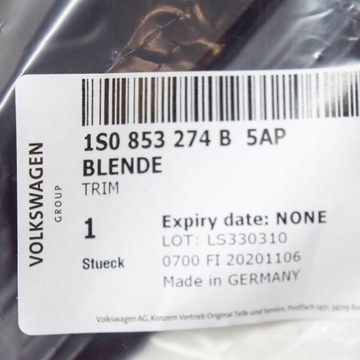 VOLKSWAGEN
GROUP
1S0 853 274 B 5AP
BLENDE
TRIM
1
Stueck
Expiry date: NONE
LOT: LS330310
0700 FI 20201106
Made in GERMANY
Volkswagen AG, Konzern Vertrieb Original Teile und Service, Postfach